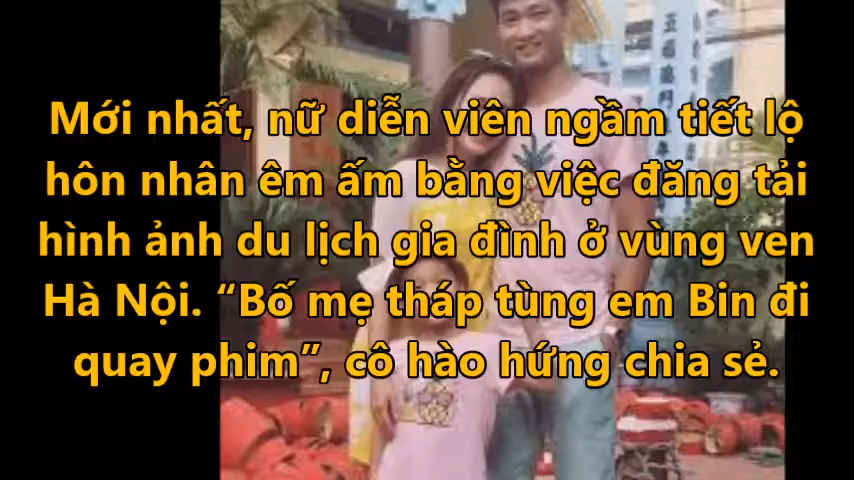 Mới nhất, nữ diễn viên ngầm tiết lộ
hôn nhân êm ấm bằng việc đăng tải
hình ảnh du lịch gia đình ở vùng ven
Hà Nội. “Bố mẹ tháp tùng em Bin đi
quay phim”, cô hào hứng chia sẻ.